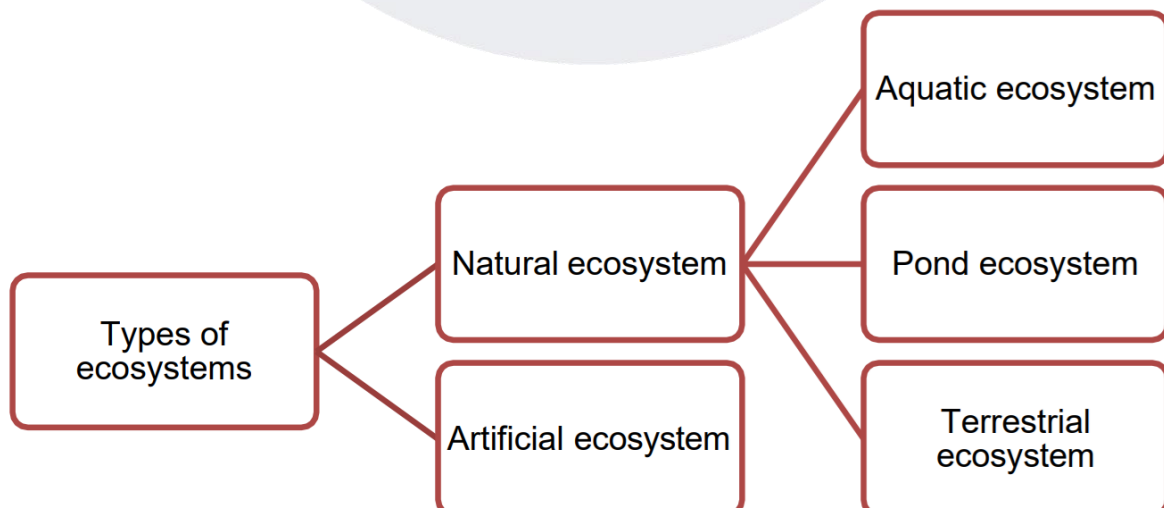 Types of
ecosystems
Natural ecosystem
Artificial ecosystem
Aquatic ecosystem
Pond ecosystem
Terrestrial
ecosystem